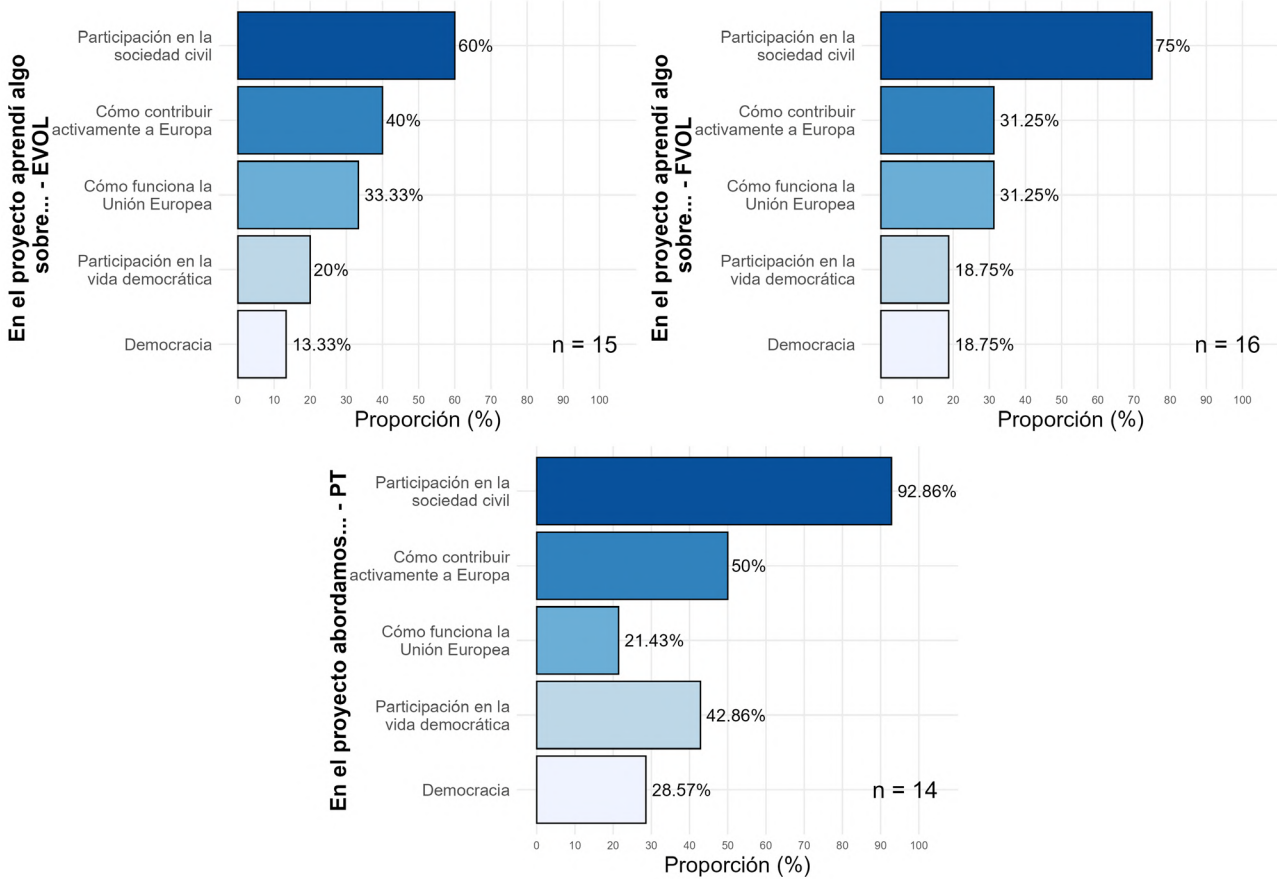 En el proyecto aprendí algo
sobre... - EVOL
Participación en la
sociedad civil
60%
Cómo contribuir
activamente a Europa
40%
Cómo funciona la
Unión Europea
33.33%
Participación en la
vida democrática
20%
Democracia
13.33%
n = 15
0 10 20 30 40 50 60 70 80 90 100
Proporción (%)
En el proyecto aprendí algo
sobre... - FVOL
Participación en la
sociedad civil
75%
Cómo contribuir
activamente a Europa
31.25%
Cómo funciona la
Unión Europea
31.25%
Participación en la
vida democrática
18.75%
Democracia
18.75%
n = 16
0 10 20 30 40 50 60 70 80 90 100
Proporción (%)
En el proyecto abordamos... - PT
Participación en la
sociedad civil
92.86%
Cómo contribuir
activamente a Europa
50%
Cómo funciona la
Unión Europea
21.43%
Participación en la
vida democrática
42.86%
Democracia
28.57%
n = 14
0 10 20 30 40 50 60 70 80 90 100
Proporción (%)